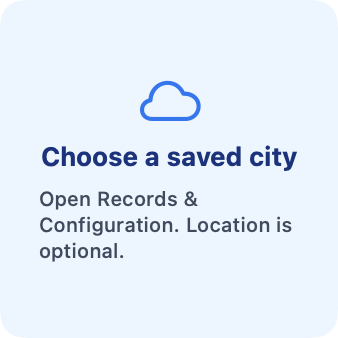 Choose a saved city
Open Records &
Configuration. Location is
optional.